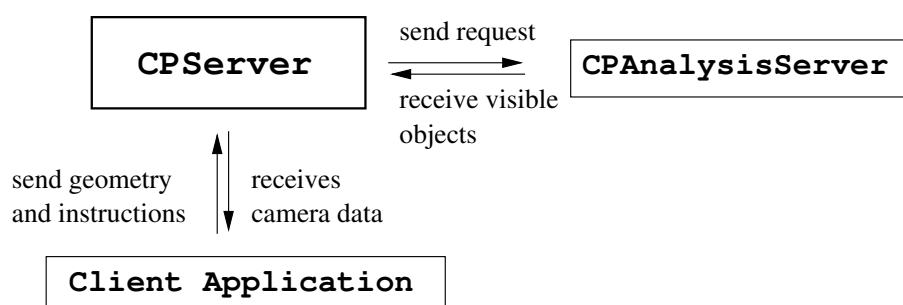 send request
CPServer
CPAnalysisServer
receive visible
objects
send geometry
and instructions
receives
camera data
Client Application